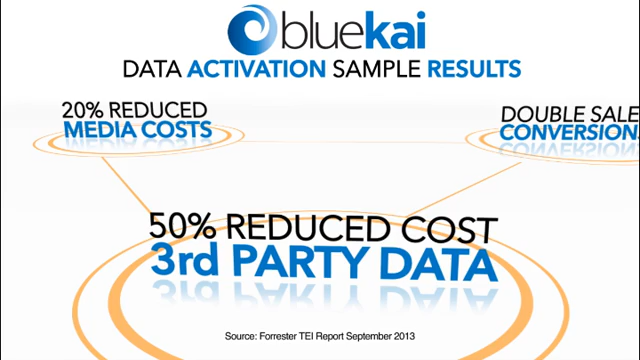 bluekai
DATA ACTIVATION SAMPLE RESULTS
20% REDUCED
MEDIA COSTS
DOUBLE SALE
CONVERSION
50% REDUCED COST
3rd PARTY DATA
Source: Forrester TEI Report September 2013